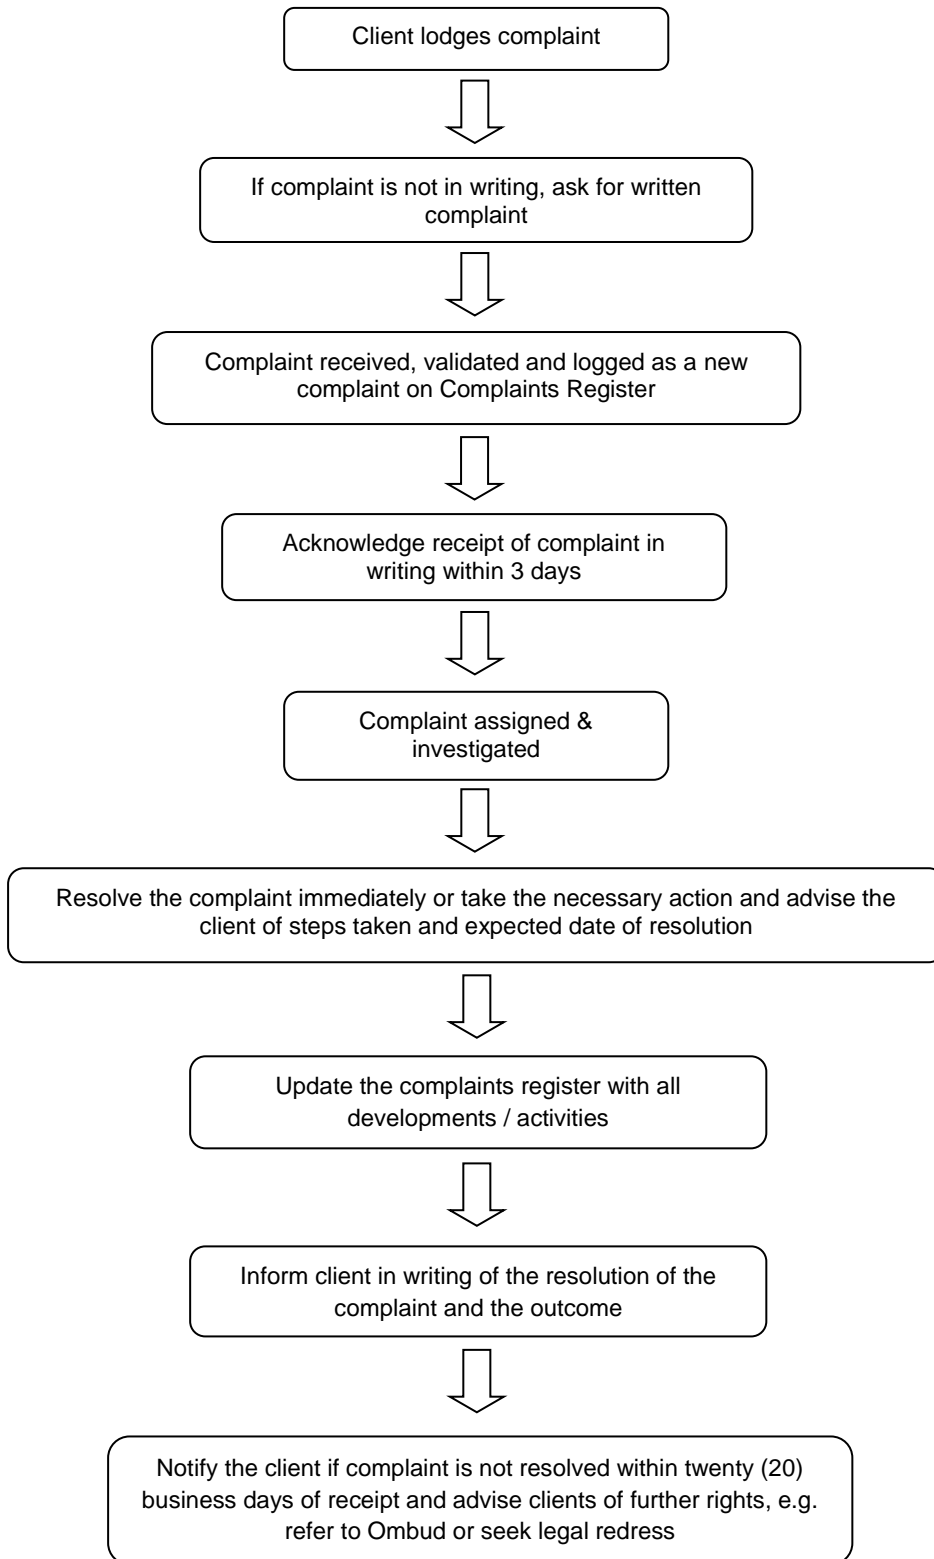 Client lodges complaint
If complaint is not in writing, ask for written
complaint
Complaint received, validated and logged as a new
complaint on Complaints Register
Acknowledge receipt of complaint in
writing within 3 days
Complaint assigned &
investigated
Resolve the complaint immediately or take the necessary action and advise the
client of steps taken and expected date of resolution
Update the complaints register with all
developments / activities
Inform client in writing of the resolution of the
complaint and the outcome
Notify the client if complaint is not resolved within twenty (20)
business days of receipt and advise clients of further rights, e.g.
refer to Ombud or seek legal redress